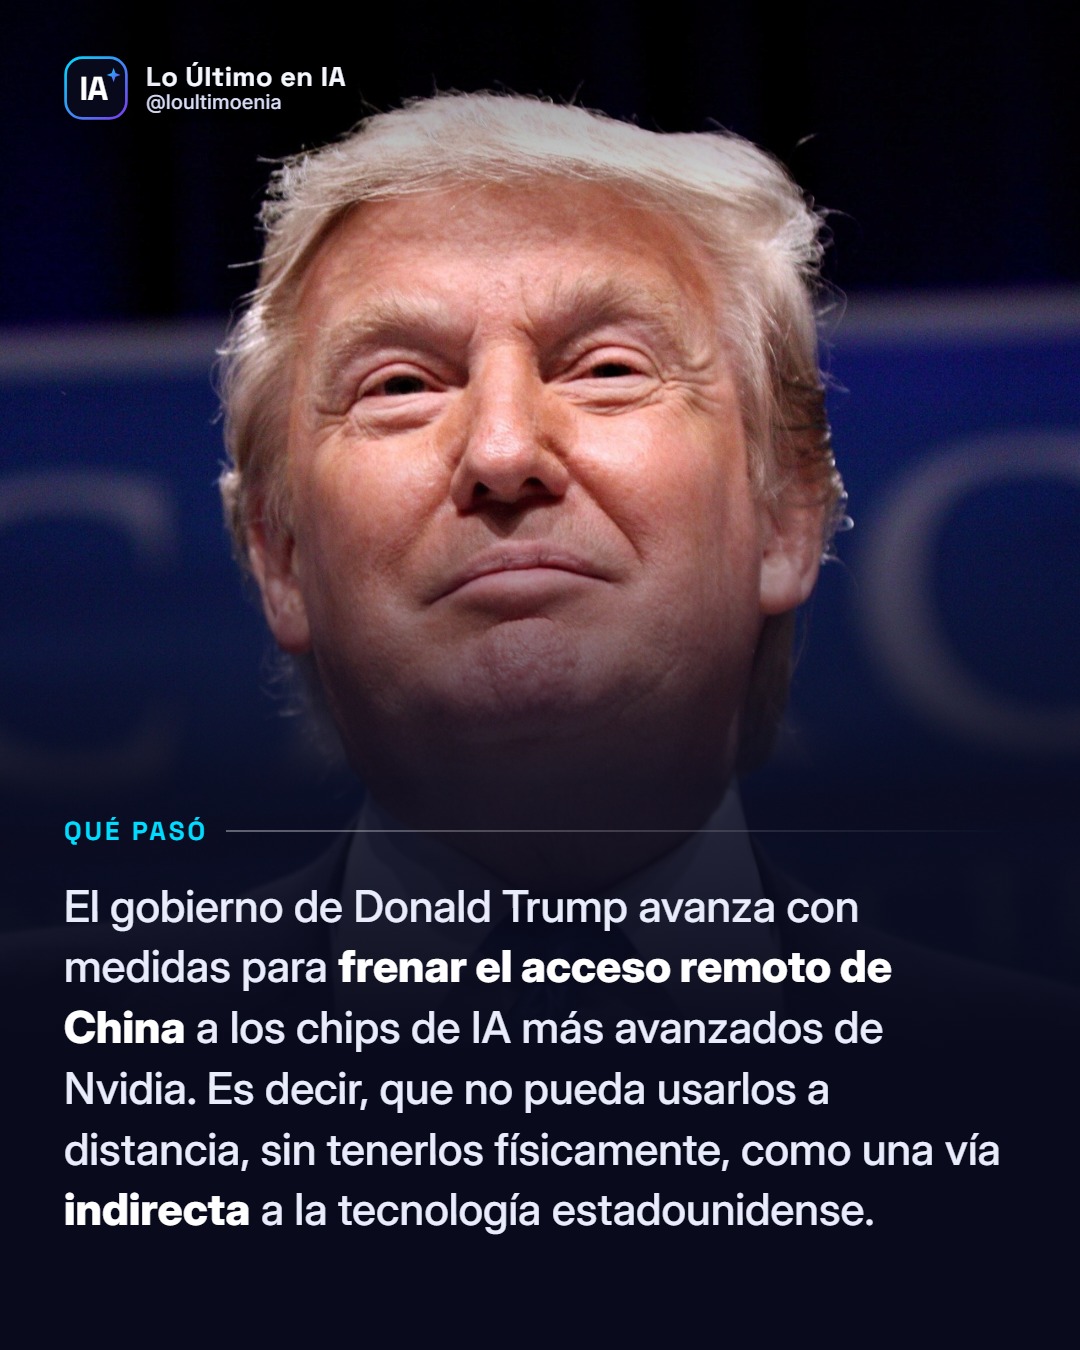 IA
Lo Último en IA
@loultimoenia
C
C
QUÉ PASÓ
El gobierno de Donald Trump avanza con
medidas para frenar el acceso remoto de
China a los chips de IA más avanzados de
Nvidia. Es decir, que no pueda usarlos a
distancia, sin tenerlos físicamente, como una vía
indirecta a la tecnología estadounidense.